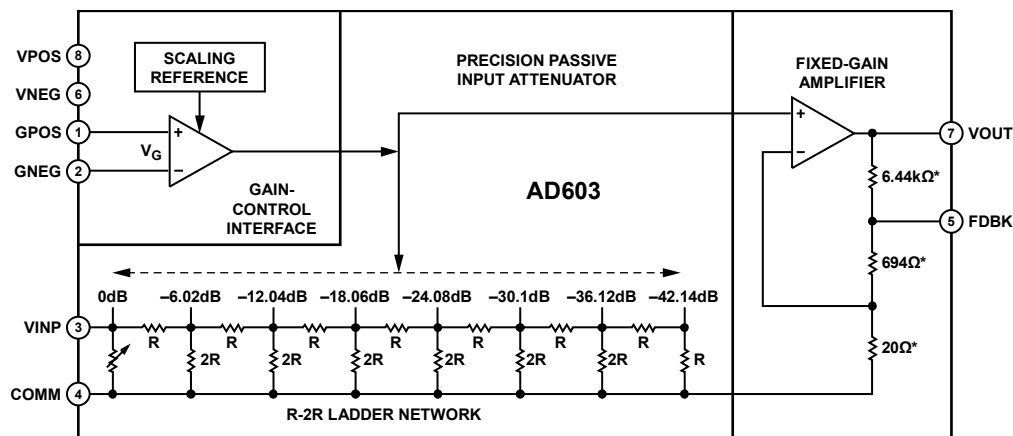 VPOS 8
VNEG 6
GPOS 1
GNEG 2
SCALING
REFERENCE
+
VG
−
GAIN-
CONTROL
INTERFACE
PRECISION PASSIVE
INPUT ATTENUATOR
AD603
FIXED-GAIN
AMPLIFIER
+
−
7 VOUT
6.44kΩ*
5 FDBK
694Ω*
20Ω*
0dB −6.02dB −12.04dB −18.06dB −24.08dB −30.1dB −36.12dB −42.14dB
VINP 3
R R R R R R R
2R 2R 2R 2R 2R 2R R
COMM 4
R-2R LADDER NETWORK